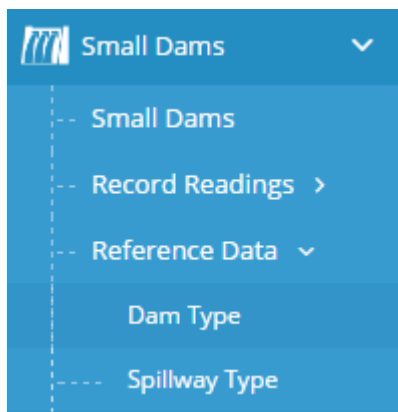 Small Dams
Small Dams
Record Readings
Reference Data
Dam Type
Spillway Type